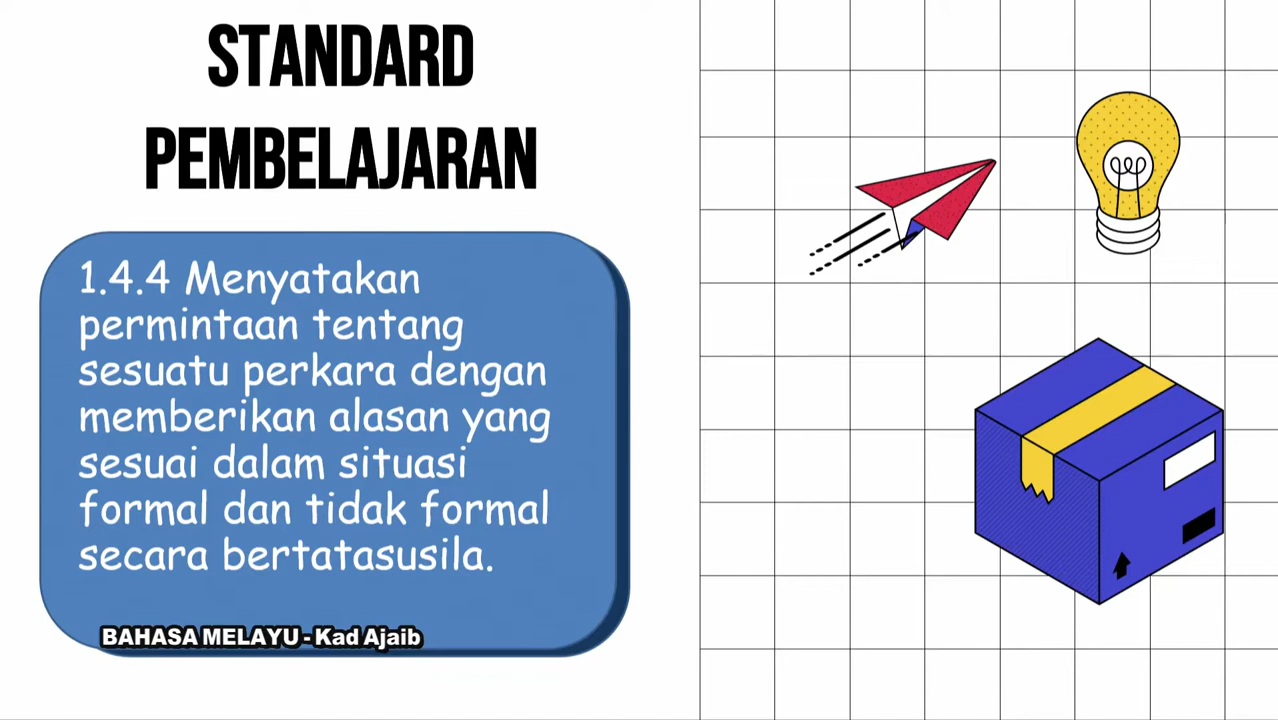 STANDARD
PEMBELAJARAN
1.4.4 Menyatakan
permintaan tentang
sesuatu perkara dengan
memberikan alasan yang
sesuai dalam situasi
formal dan tidak formal
secara bertatasusila.
BAHASA MELAYU - Kad Ajaib